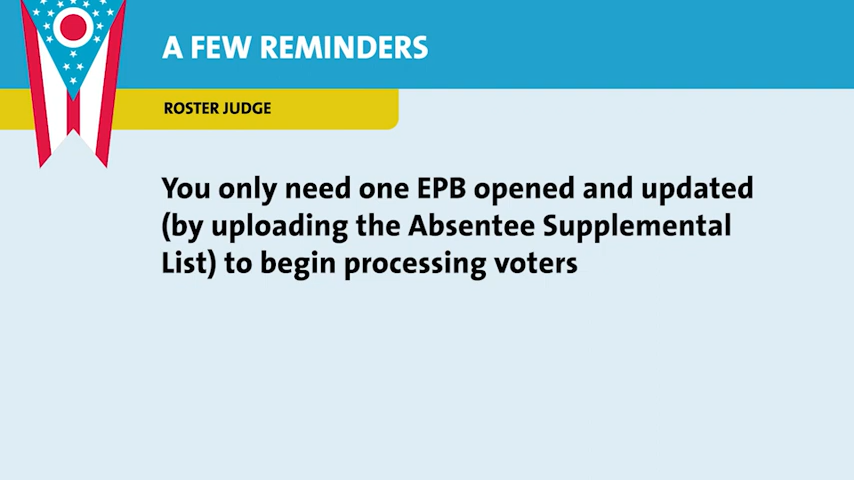 A FEW REMINDERS
ROSTER JUDGE
You only need one EPB opened and updated
(by uploading the Absentee Supplemental
List) to begin processing voters